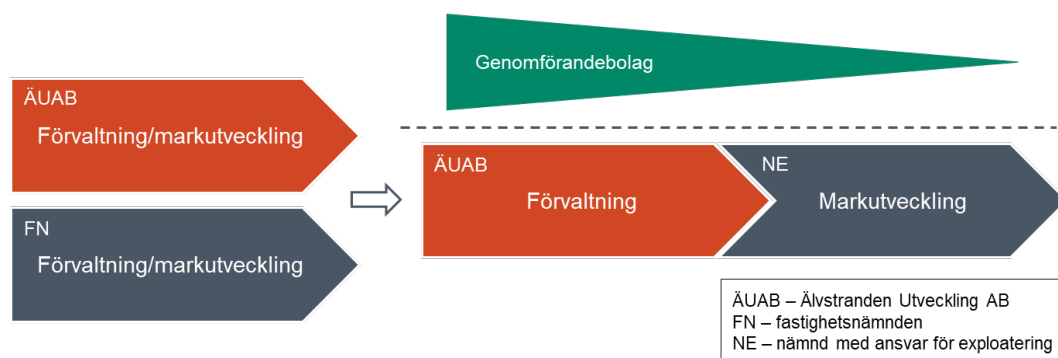 ÄUAB
Förvaltning/markutveckling
FN
Förvaltning/markutveckling
Genomförandebolag
ÄUAB
Förvaltning
NE
Markutveckling
ÄUAB – Älvstranden Utveckling AB
FN – fastighetsnämnden
NE – nämnd med ansvar för exploatering